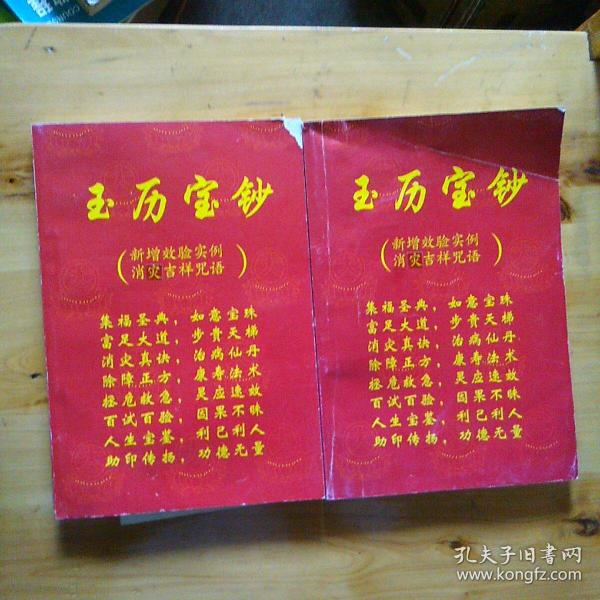 玉历宝钞
(新增效验实例
消灾吉祥咒语)
集福圣典，如意宝珠
富足大道，步贵天梯
消灾真诀，治病仙丹
除障正方，康寿法术
拯危救急，灵应迅故
百试百验，因果不昧
人生宝鉴，利己利人
助印传扬，功德无量
玉历宝钞
(新增效验实例
消灾吉祥咒语)
集福圣典，如意宝珠
富足大道，步贵天梯
消灾真诀，治病仙丹
除障正方，康寿法术
拯危救急，灵应迅故
百试百验，因果不昧
人生宝鉴，利己利人
助印传扬，功德无量
孔夫子旧书网
www.kongfz.com